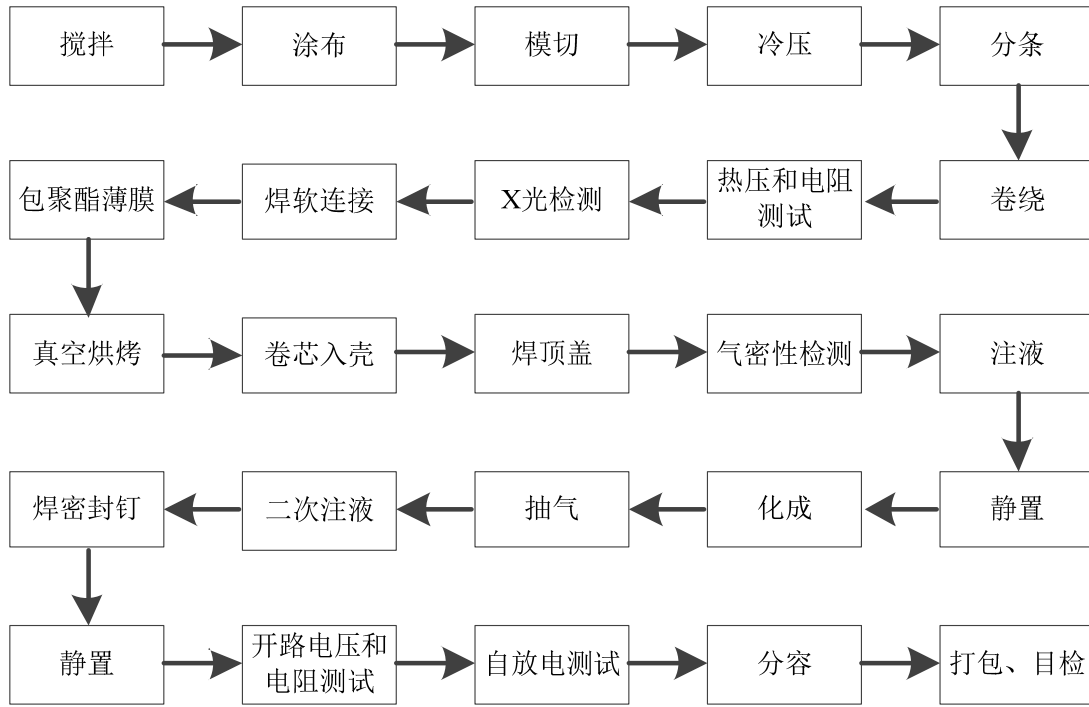 搅拌
涂布
模切
冷压
分条
包聚酯薄膜
焊软连接
X光检测
热压和电阻
测试
卷绕
真空烘烤
卷芯入壳
焊顶盖
气密性检测
注液
焊密封钉
二次注液
抽气
化成
静置
静置
开路电压和
电阻测试
自放电测试
分容
打包、目检